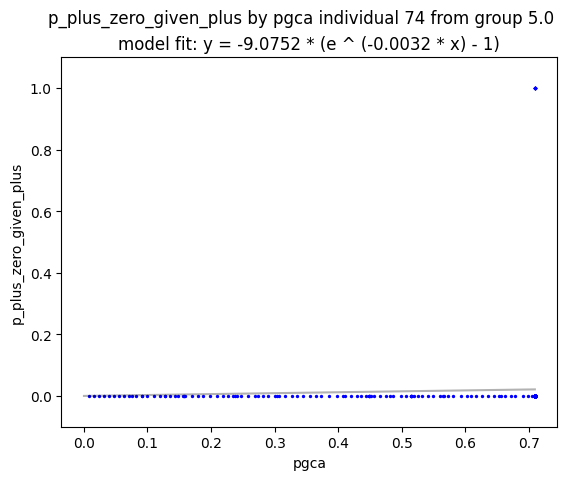 p_plus_zero_given_plus by pgca individual 74 from group 5.0
model fit: y = -9.0752 * (e ^ (-0.0032 * x) - 1)
1.0
0.8
0.6
0.4
0.2
0.0
p_plus_zero_given_plus
0.0 0.1 0.2 0.3 0.4 0.5 0.6 0.7
pgca